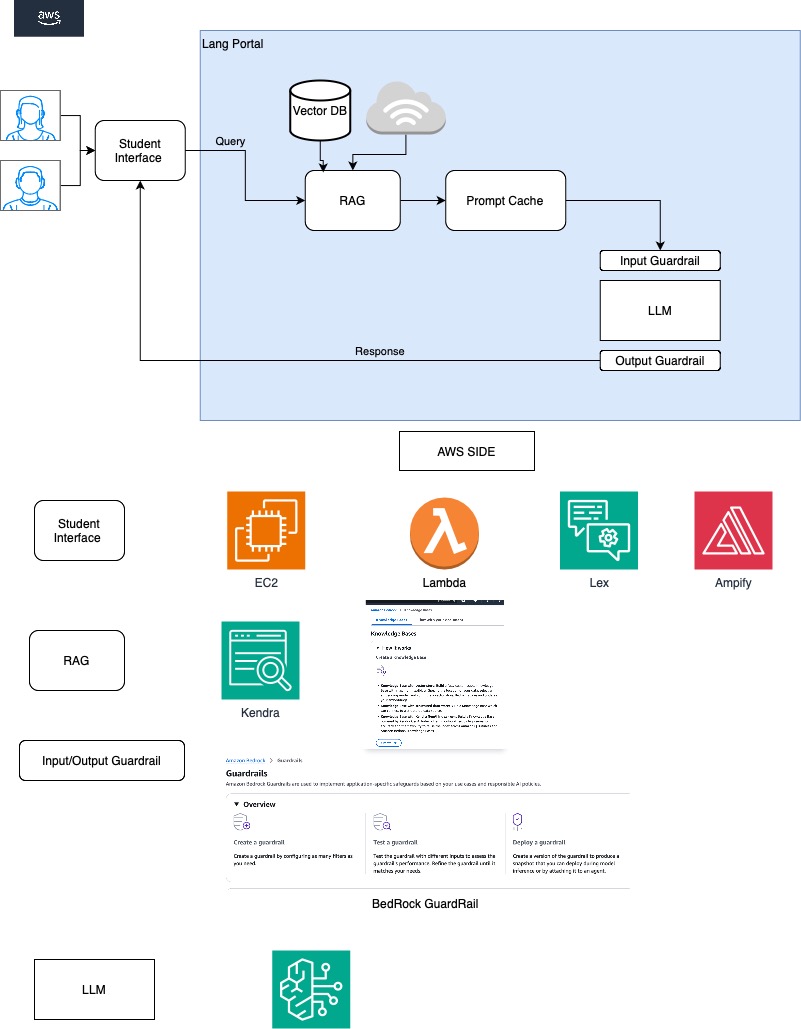 aws
Lang Portal
Vector DB
Student
Interface
Query
RAG
Prompt Cache
Input Guardrail
LLM
Output Guardrail
Response
AWS SIDE
Student
Interface
EC2
Lambda
Lex
Ampify
Knowledge Bases
How it works
Create a knowledge base
RAG
Kendra
Input/Output Guardrail
Amazon Bedrock > Guardrails
Guardrails
Amazon Bedrock Guardrails are used to implement application-specific safeguards based on your use cases and responsible AI policies.
▼ Overview
Create a guardrail
Create a guardrail by configuring as many filters as
you need.
Test a guardrail
Test the guardrail with different inputs to assess the
guardrail's performance. Refine the guardrail until it
matches your needs.
Deploy a guardrail
Create a version of the guardrail to produce a
snapshot that you can deploy during model
inference or by attaching it to an agent.
BedRock GuardRail
LLM